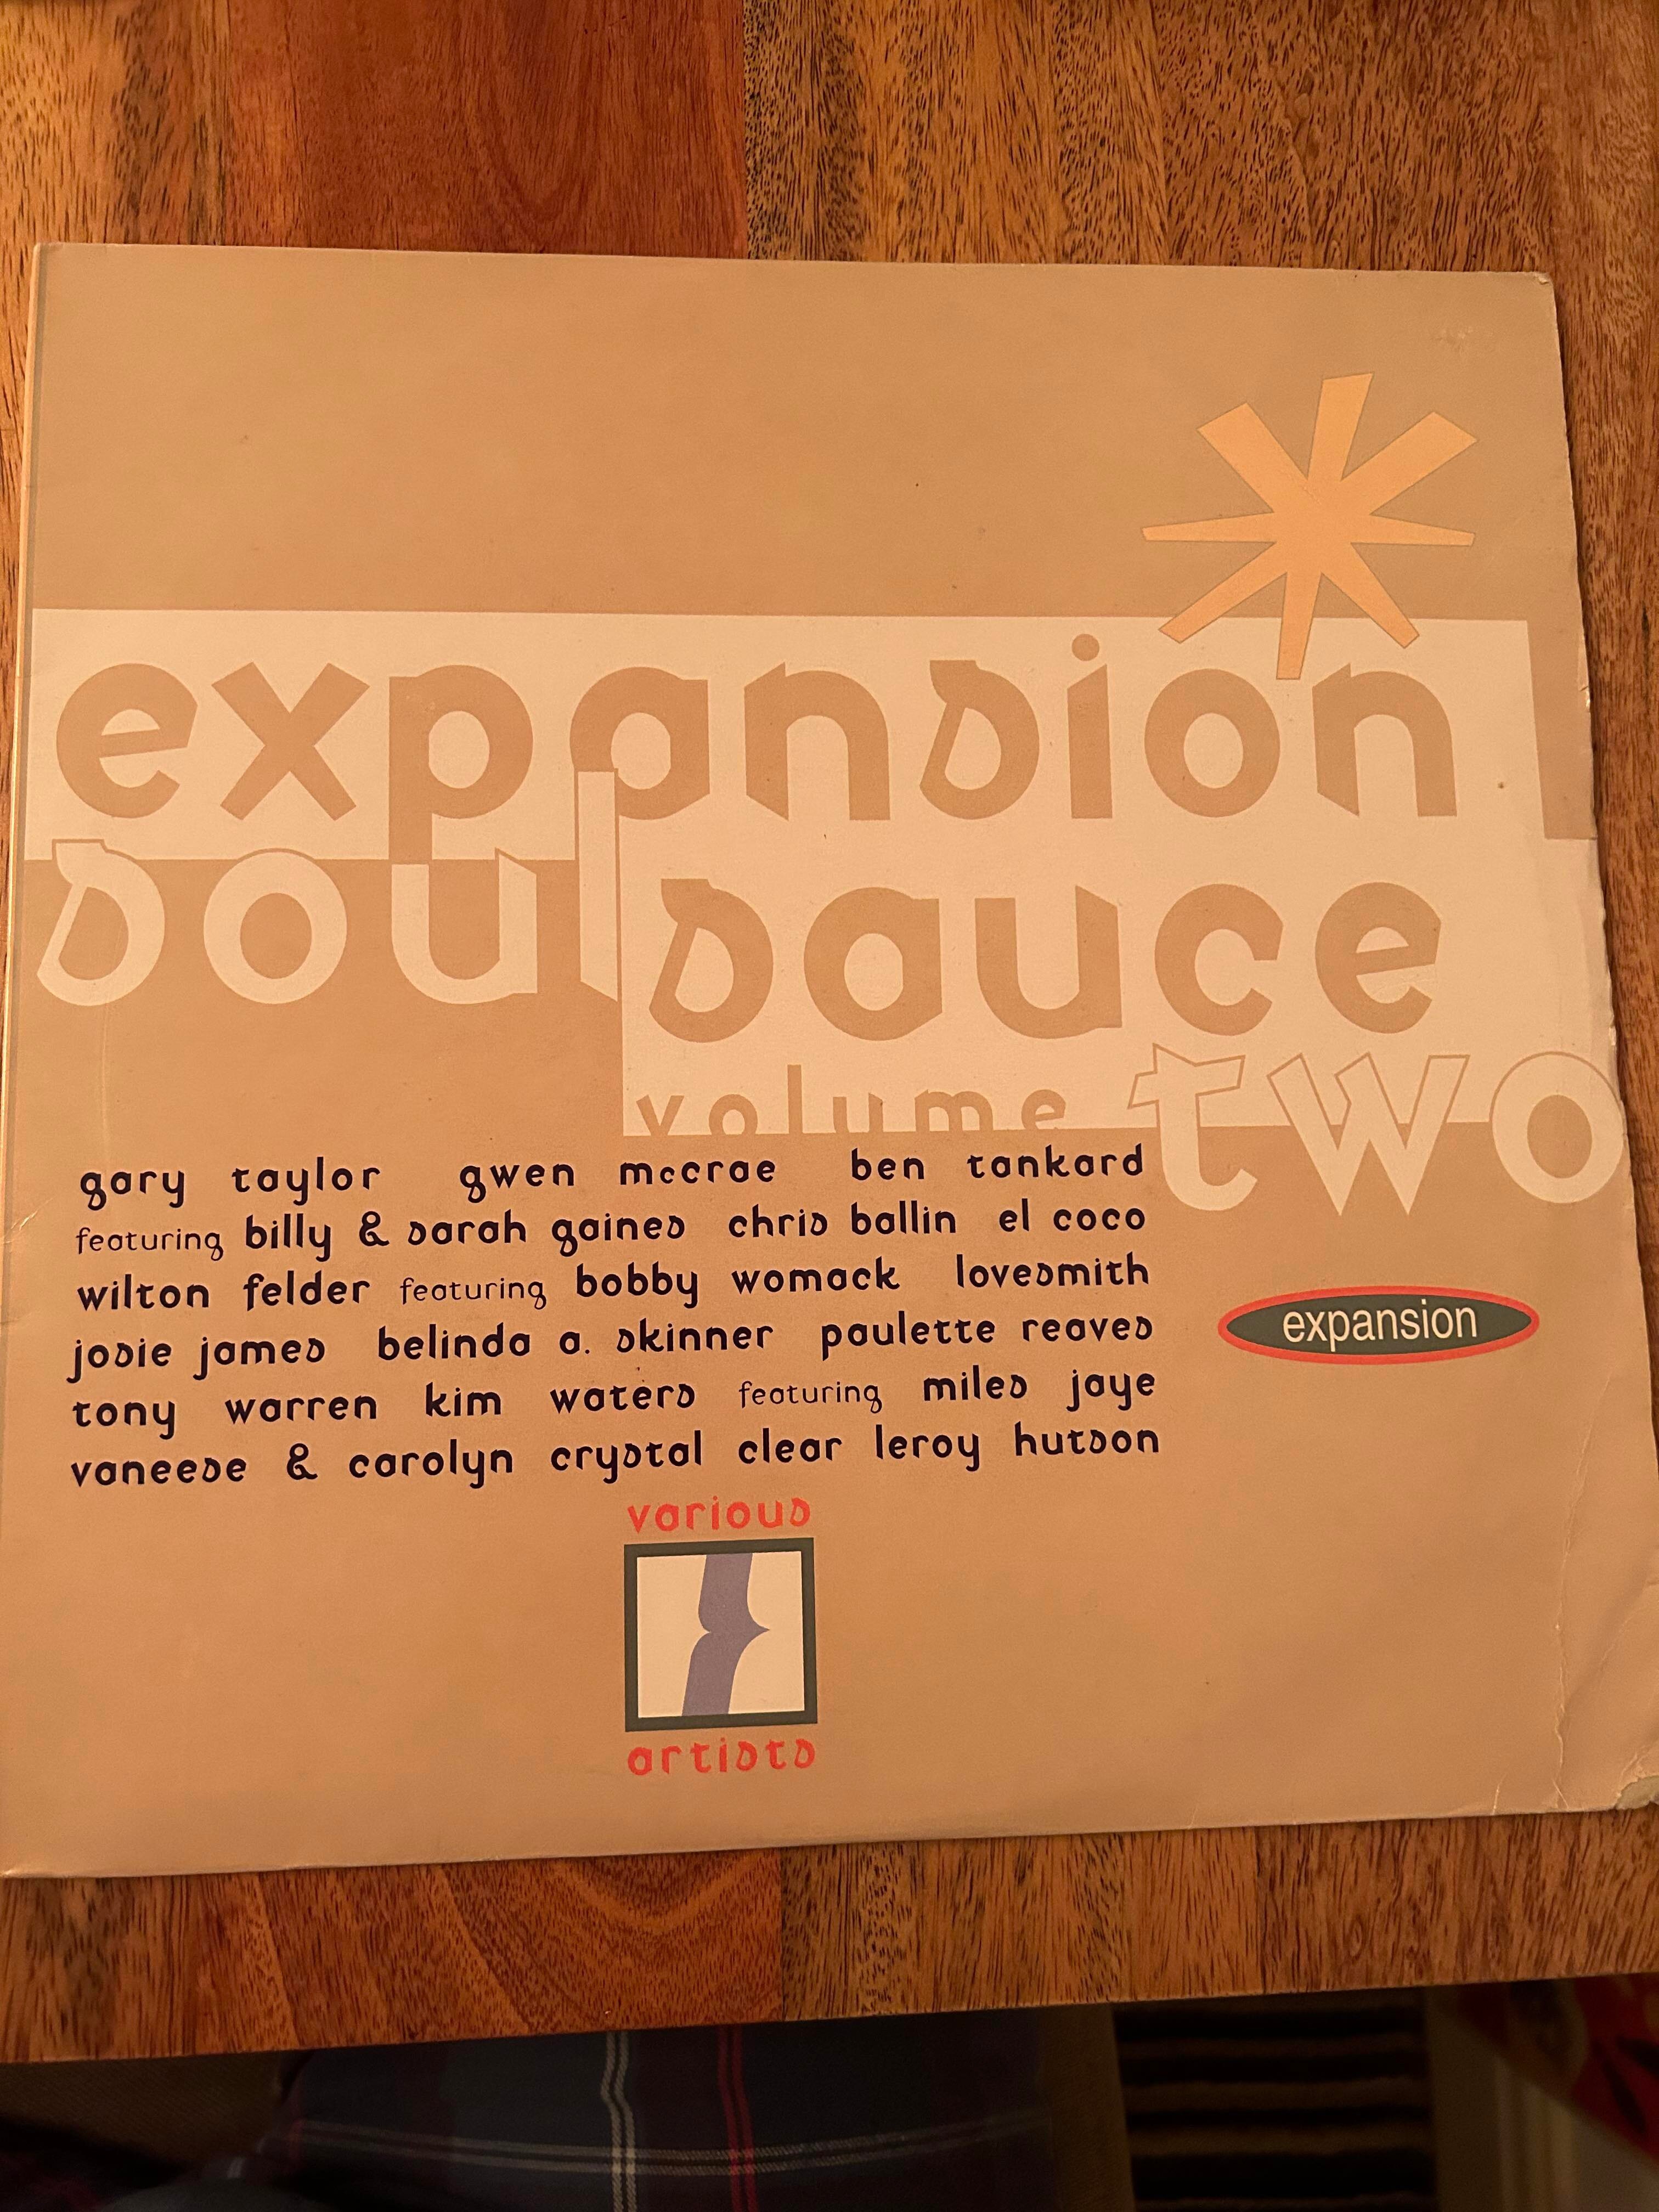 expansion
soul sauce
volume two
gary taylor gwen mccrae ben tankard
featuring billy & sarah gaines chris ballin el coco
wilton felder featuring bobby womack lovesmith
josie james belinda a. skinner paulette reaves
tony warren kim waters featuring miles jaye
vaneese & carolyn crystal clear leroy hutson
expansion
various
artists